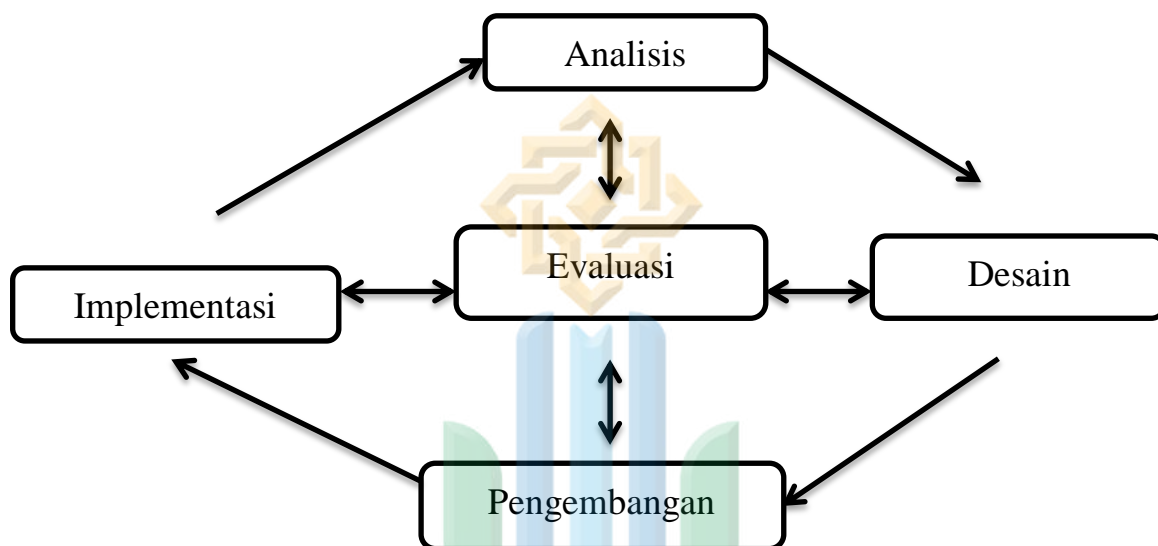 Analisis
Evaluasi
Desain
Implementasi
Pengembangan